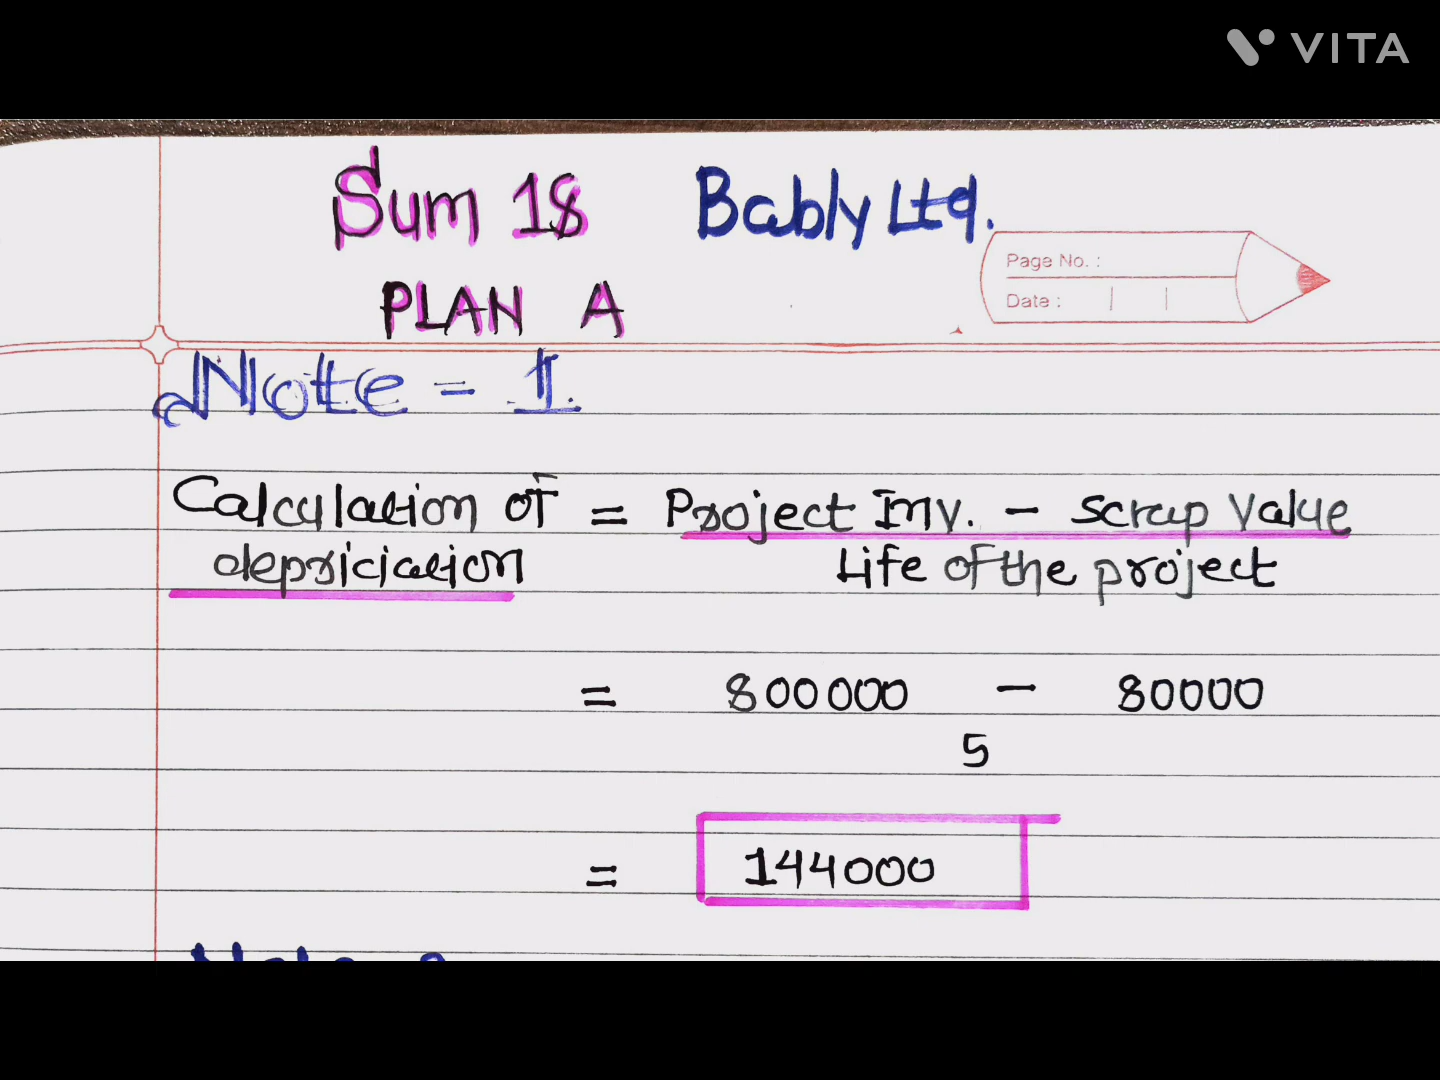 VITA
Sum 18 Bably Ltd.
Page No. :
Date :
PLAN A
Note = 1.
Calculation of = Project Inv. - Scrap Value
depriciation Life of the project
= 800000 - 80000
5
= 144000